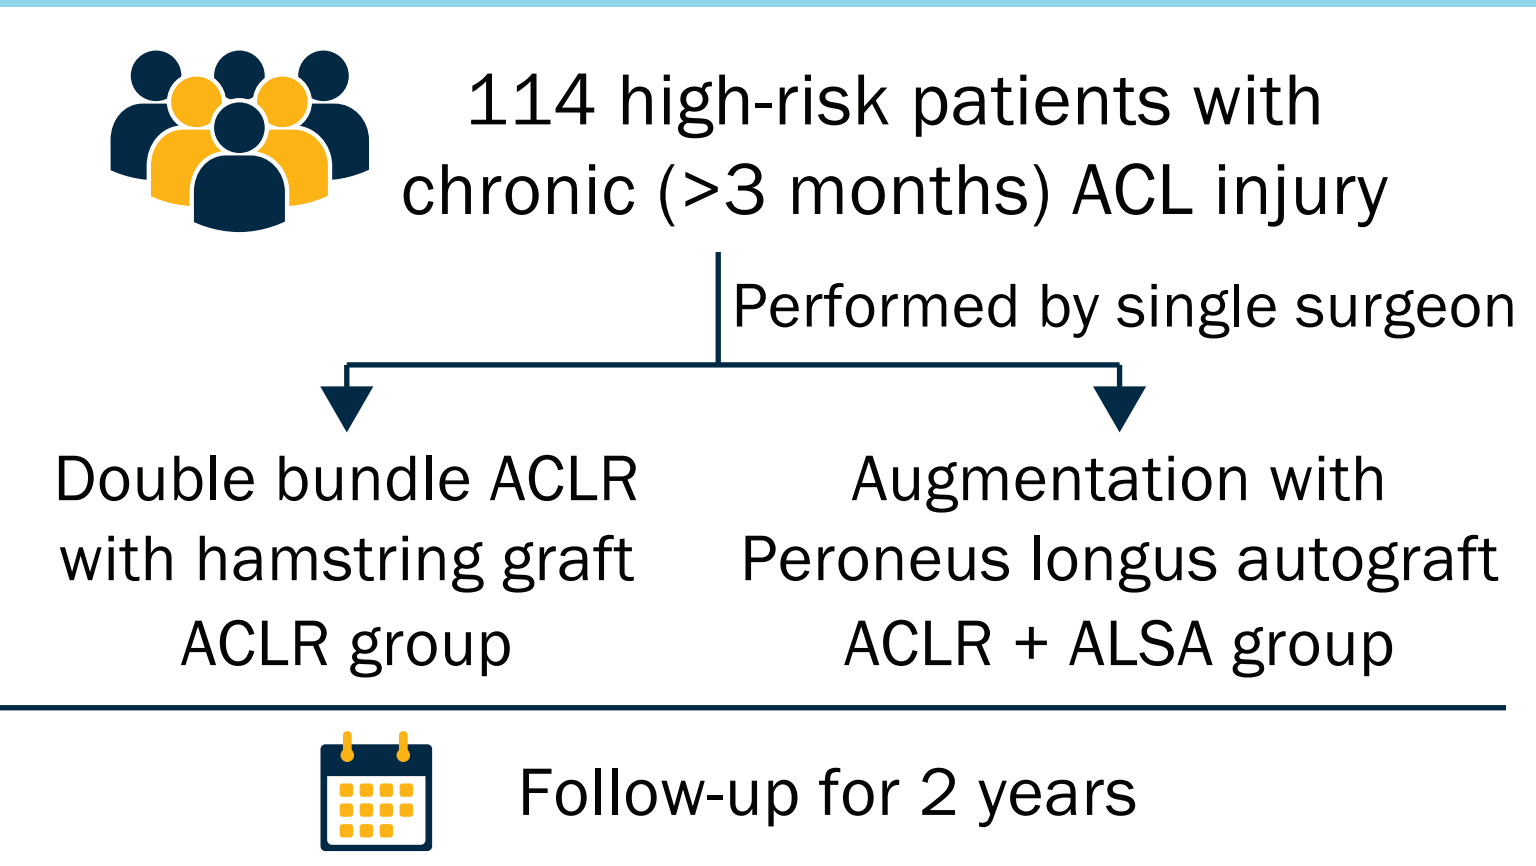 114 high-risk patients with
chronic (>3 months) ACL injury
Performed by single surgeon
Double bundle ACLR
with hamstring graft
ACLR group
Augmentation with
Peroneus longus autograft
ACLR + ALSA group
Follow-up for 2 years